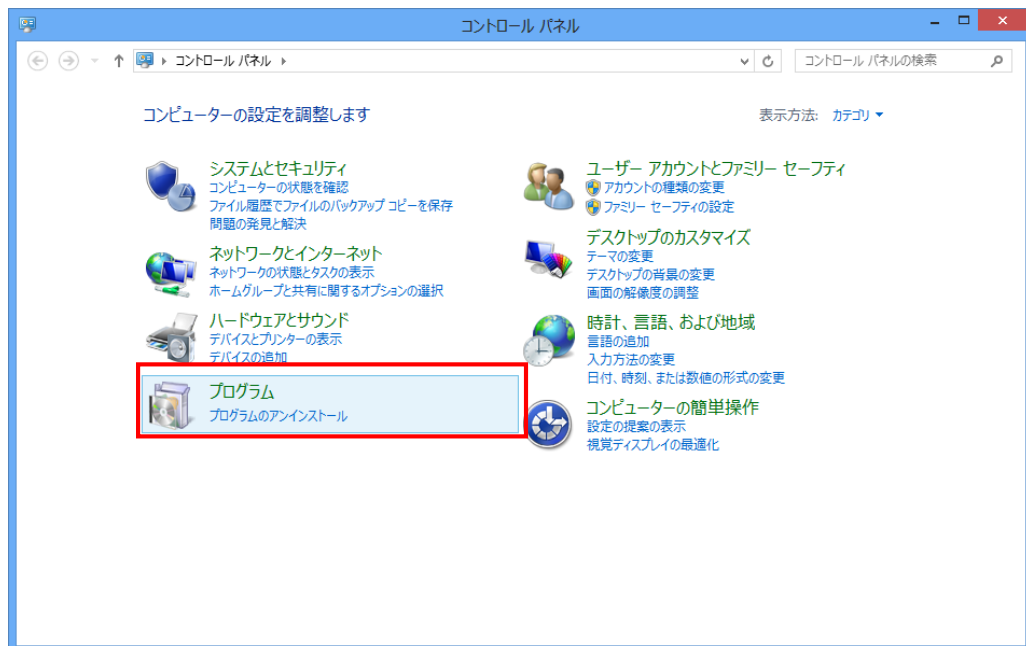 コントロール パネル
コントロール パネル
コントロール パネルの検索
コンピューターの設定を調整します
表示方法: カテゴリ
システムとセキュリティ
コンピューターの状態を確認
ファイル履歴でファイルのバックアップ コピーを保存
問題の発見と解決
ネットワークとインターネット
ネットワークの状態とタスクの表示
ホームグループと共有に関するオプションの選択
ハードウェアとサウンド
デバイスとプリンターの表示
デバイスの追加
プログラム
プログラムのアンインストール
ユーザー アカウントとファミリー セーフティ
アカウントの種類の変更
ファミリー セーフティの設定
デスクトップのカスタマイズ
テーマの変更
デスクトップの背景の変更
画面の解像度の調整
時計、言語、および地域
言語の追加
入力方法の変更
日付、時刻、または数値の形式の変更
コンピューターの簡単操作
設定の提案の表示
視覚ディスプレイの最適化